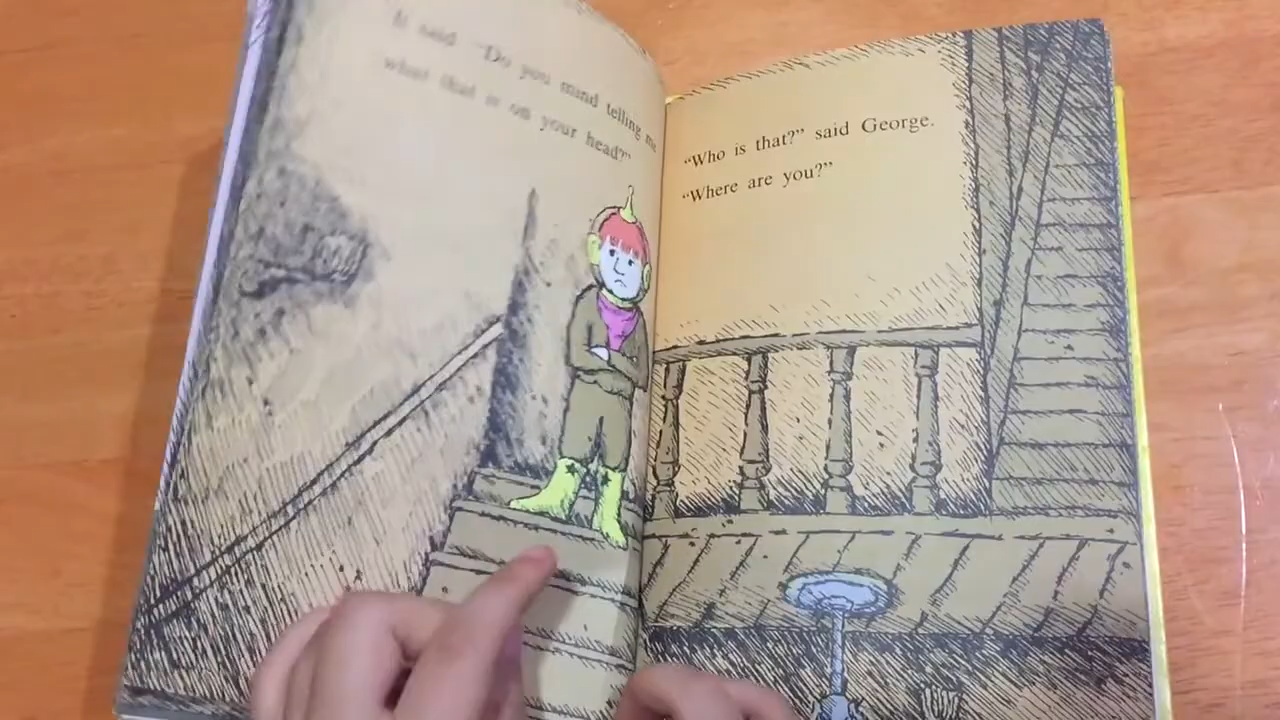 It said "Do you mind telling me
what that is on your head?"
"Who is that?" said George.
"Where are you?"